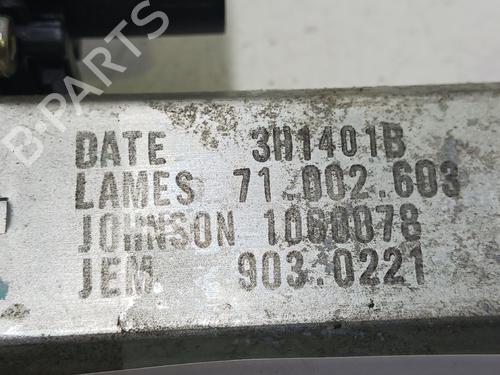 B-PARTS
DATE 3H1401B
LAMES 71.002.603
JOHNSON 1060078
JEM 903.0221